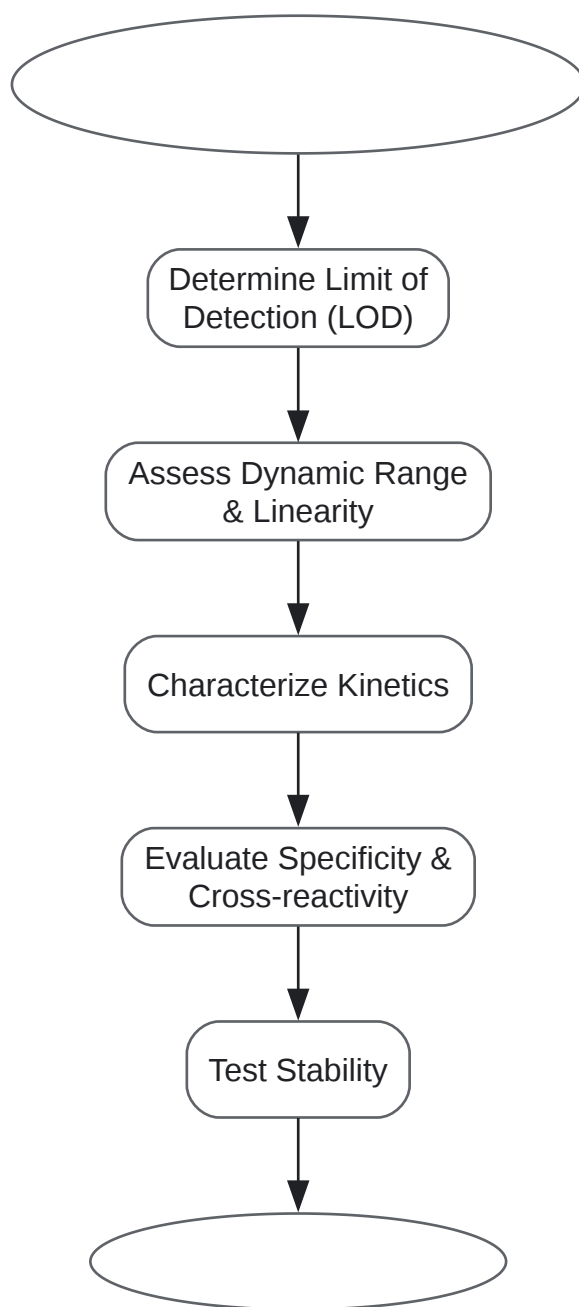 Determine Limit of
Detection (LOD)
Assess Dynamic Range
& Linearity
Characterize Kinetics
Evaluate Specificity &
Cross-reactivity
Test Stability